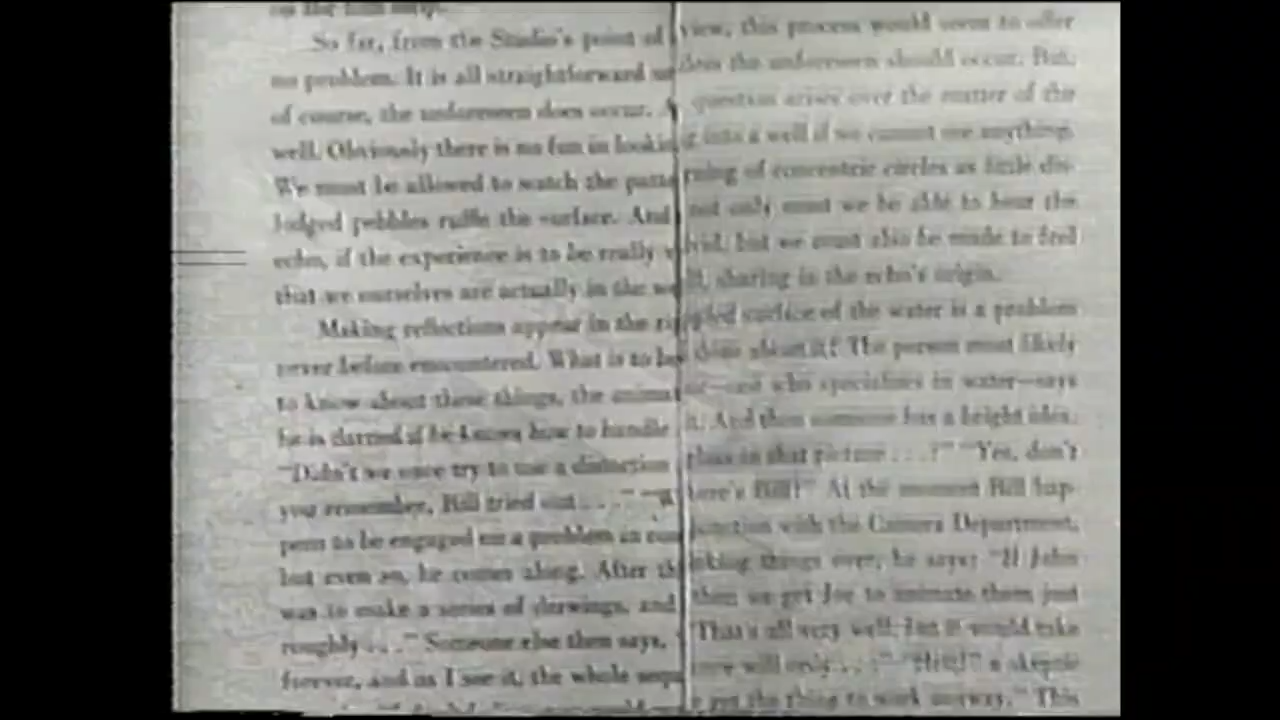 on the film strip.
So far, from the Studio's point of view, this process would seem to offer
no problem. It is all straightforward unless the unforeseen should occur. But,
of course, the unforeseen does occur. A question arises over the matter of the
well. Obviously there is no fun in looking into a well if we cannot see anything.
We must be allowed to watch the patterning of concentric circles as little dis-
lodged pebbles ruffle the surface. And not only must we be able to hear the
echo, if the experience is to be really vivid, but we must also be made to feel
that we ourselves are actually in the well, sharing in the echo's origin.
Making reflections appear in the rippled surface of the water is a problem
never before encountered. What is to be done about it? The person most likely
to know about these things, the animator—one who specializes in water—says
he is darned if he knows how to handle it. And then someone has a bright idea.
"Didn't we once try to use a distortion glass in that picture . . .?" "Yes, don't
you remember, Bill tried out . . ." "Where's Bill?" At the moment Bill hap-
pens to be engaged on a problem in conjunction with the Camera Department,
but even so, he comes along. After thinking things over, he says: "If John
was to make a series of drawings, and then we get Joe to animate them just
roughly . . ." Someone else then says, "That's all very well, but it would take
forever, and as I see it, the whole sequence will only . . ." a skeptic
get the thing to work anyway." This